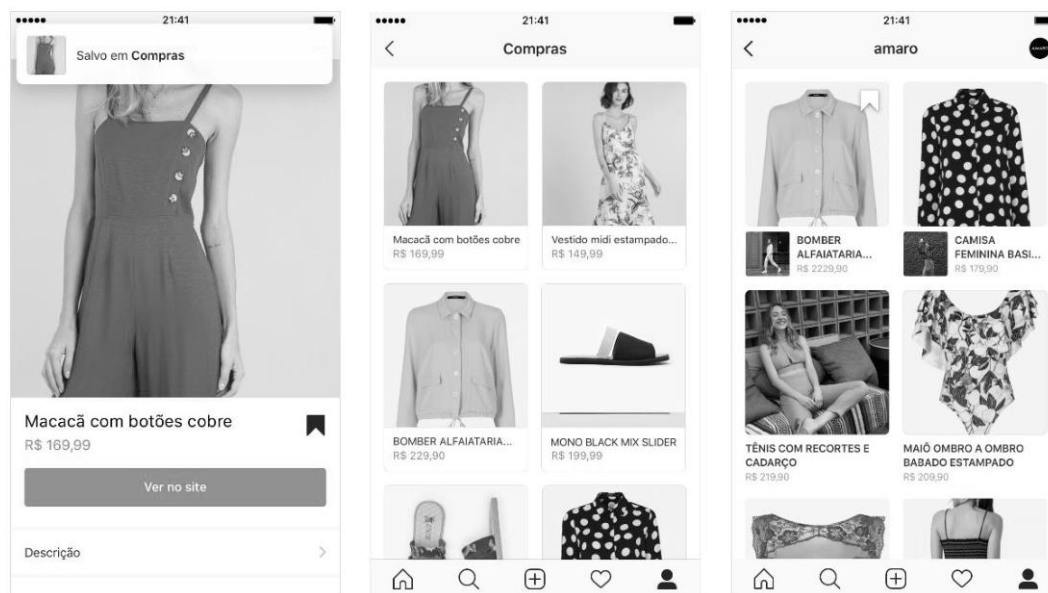 21:41
Salvo em Compras
Macacã com botões cobre
R$ 169,99
Ver no site
Descrição
21:41
Compras
Macacã com botões cobre
R$ 169,99
Vestido midi estampado...
R$ 149,99
BOMBER ALFAIATARIA...
R$ 229,90
MONO BLACK MIX SLIDER
R$ 199,99
21:41
amaro
AMARO
BOMBER
ALFAIATARIA...
R$ 2229,90
CAMISA
FEMININA BASI...
R$ 179,90
TÊNIS COM RECORTES E
CADARÇO
R$ 219,90
MAIÔ OMBRO A OMBRO
BABADO ESTAMPADO
R$ 209,90